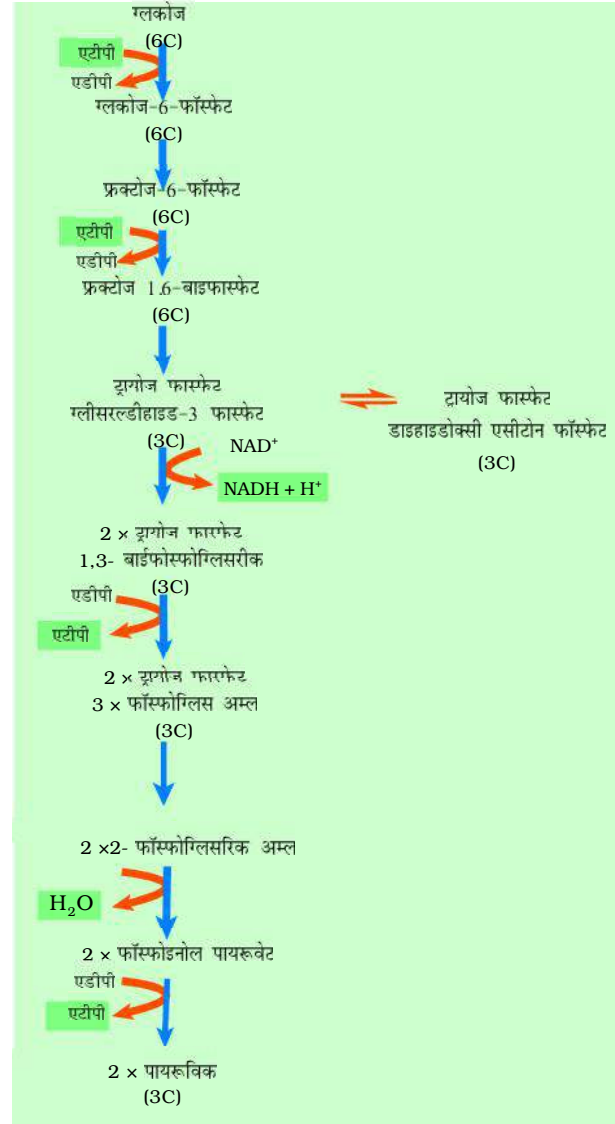 ग्लकोज
(6C)
एटीपी
एडीपी
ग्लकोज-6-फॉस्फेट
(6C)
फ्रक्टोज-6-फॉस्फेट
(6C)
एटीपी
एडीपी
फ्रक्टोज 1,6-बाइफास्फेट
(6C)
ट्रायोज फास्फेट
ग्लीसरल्डीहाइड-3 फास्फेट
(3C)
ट्रायोज फास्फेट
डाइहाइडोक्सी एसीटोन फॉस्फेट
(3C)
NAD⁺
NADH + H⁺
2 × ट्रायोज फास्फेट
1,3- बाईफोस्फोग्लिसरीक
(3C)
एडीपी
एटीपी
2 × ट्रायोज फास्फेट
3 × फॉस्फोग्लिस अम्ल
(3C)
2 ×2- फॉस्फोग्लिसरिक अम्ल
H₂O
2 × फॉस्फोइनोल पायरूवेट
एडीपी
एटीपी
2 × पायरूविक
(3C)